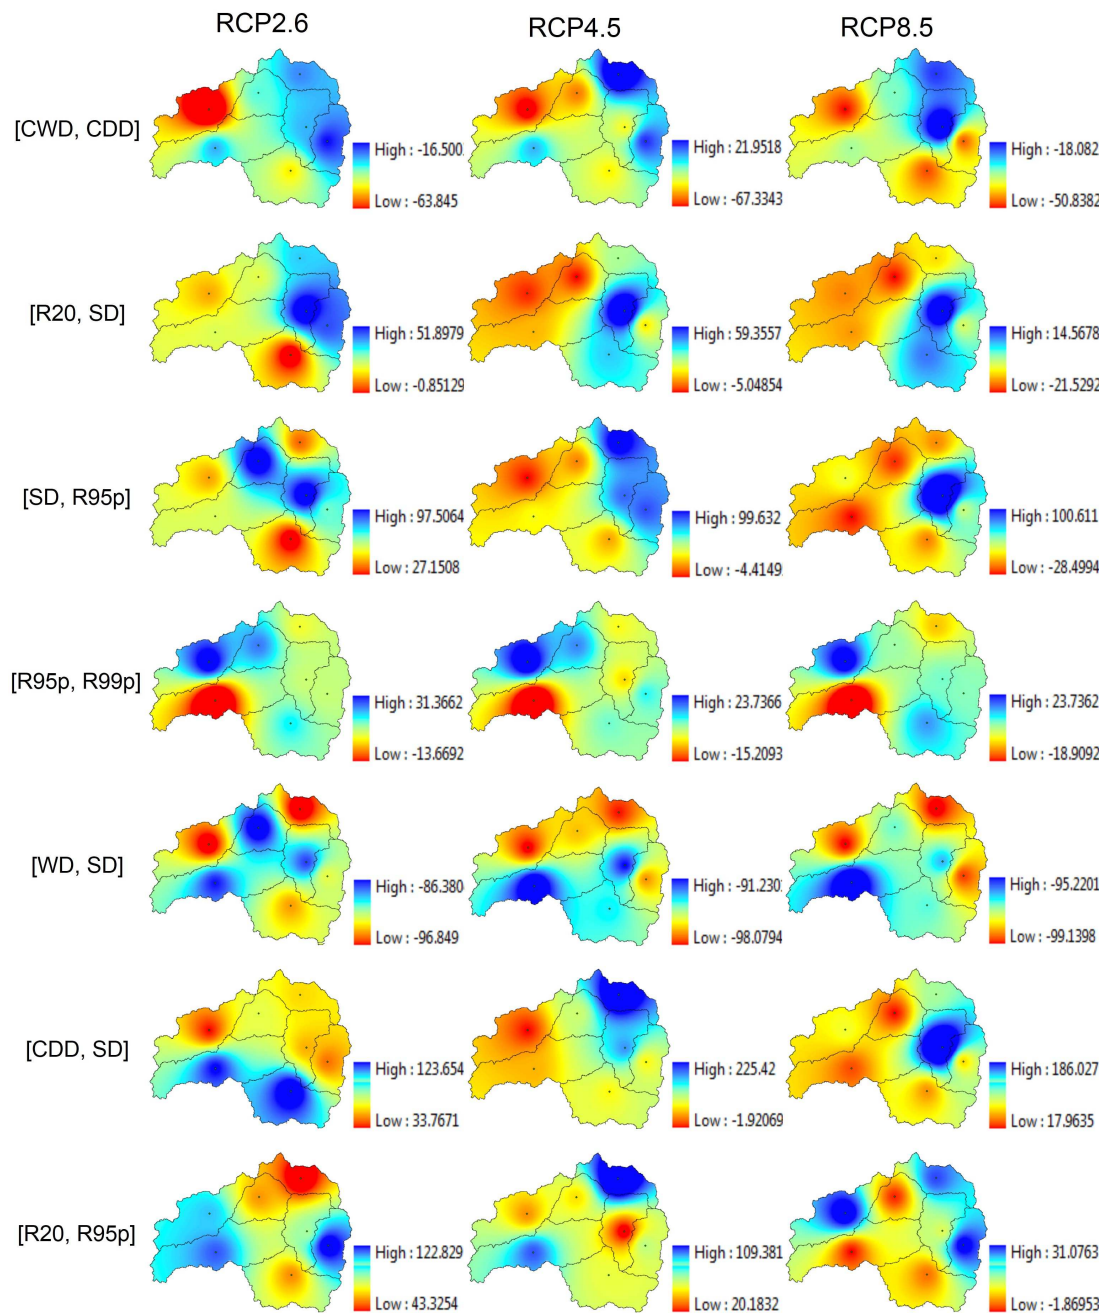 RCP2.6 RCP4.5 RCP8.5
[CWD, CDD]
High : -16.500 High : 21.9518 High : -18.082
Low : -63.845 Low : -67.3343 Low : -50.8382
[R20, SD]
High : 51.8979 High : 59.3557 High : 14.5678
Low : -0.85129 Low : -5.04854 Low : -21.5292
[SD, R95p]
High : 97.5064 High : 99.632 High : 100.611
Low : 27.1508 Low : -4.4149 Low : -28.4994
[R95p, R99p]
High : 31.3662 High : 23.7366 High : 23.7362
Low : -13.6692 Low : -15.2093 Low : -18.9092
[WD, SD]
High : -86.380 High : -91.230 High : -95.2201
Low : -96.849 Low : -98.0794 Low : -99.1398
[CDD, SD]
High : 123.654 High : 225.42 High : 186.027
Low : 33.7671 Low : -1.92069 Low : 17.9635
[R20, R95p]
High : 122.829 High : 109.381 High : 31.0763
Low : 43.3254 Low : 20.1832 Low : -1.86953